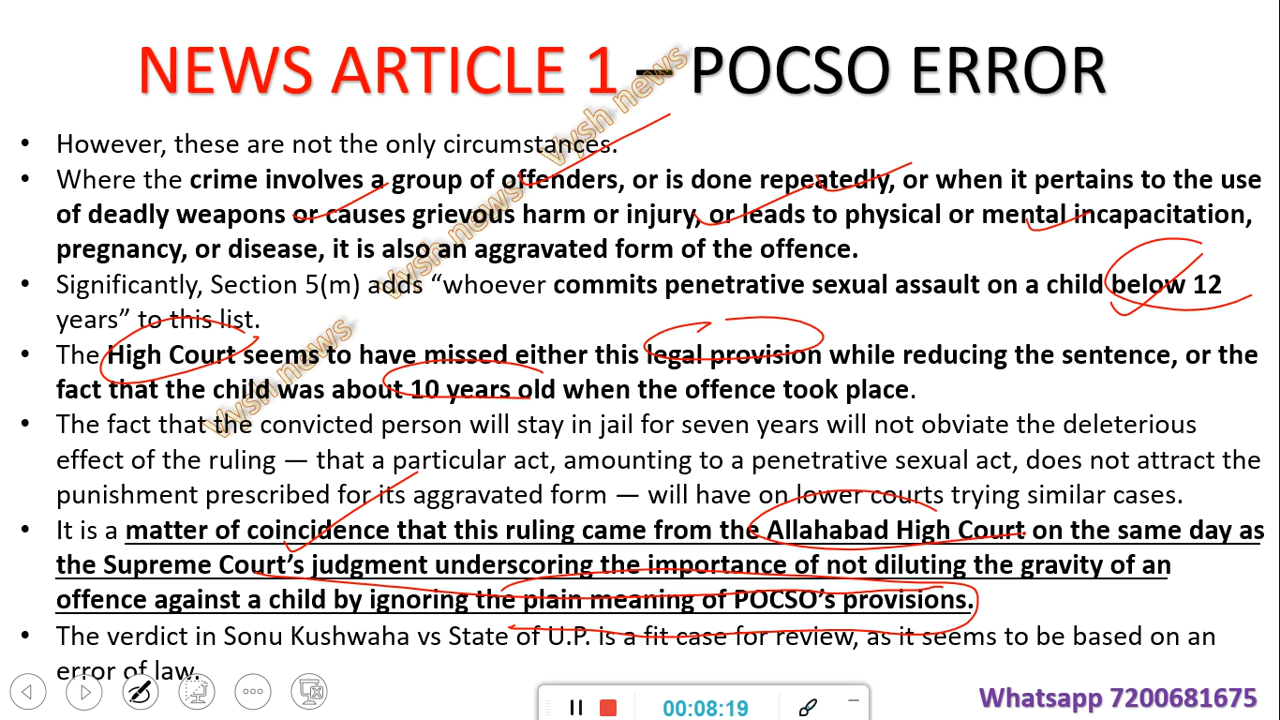 NEWS ARTICLE 1 – POCSO ERROR
• However, these are not the only circumstances.
• Where the crime involves a group of offenders, or is done repeatedly, or when it pertains to the use
of deadly weapons or causes grievous harm or injury, or leads to physical or mental incapacitation,
pregnancy, or disease, it is also an aggravated form of the offence.
• Significantly, Section 5(m) adds “whoever commits penetrative sexual assault on a child below 12
years” to this list.
• The High Court seems to have missed either this legal provision while reducing the sentence, or the
fact that the child was about 10 years old when the offence took place.
• The fact that the convicted person will stay in jail for seven years will not obviate the deleterious
effect of the ruling — that a particular act, amounting to a penetrative sexual act, does not attract the
punishment prescribed for its aggravated form — will have on lower courts trying similar cases.
• It is a matter of coincidence that this ruling came from the Allahabad High Court on the same day as
the Supreme Court’s judgment underscoring the importance of not diluting the gravity of an
offence against a child by ignoring the plain meaning of POCSO’s provisions.
• The verdict in Sonu Kushwaha vs State of U.P. is a fit case for review, as it seems to be based on an
error of law.
Vysh news
Vysh news
Vysh news
00:08:19
Whatsapp 7200681675